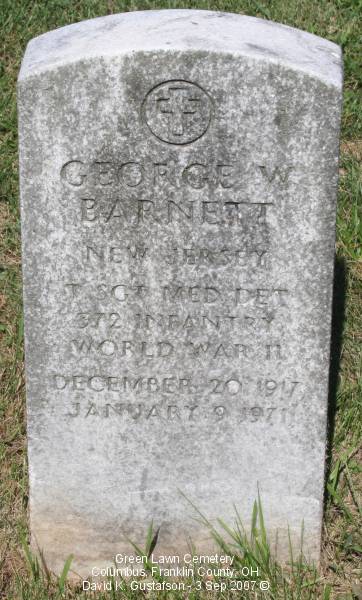 GEORGE W
BARNETT
NEW JERSEY
T SGT MED DET
372 INFANTRY
WORLD WAR II
DECEMBER 20 1917
JANUARY 9 1971
Green Lawn Cemetery
Columbus, Franklin County, OH
David K. Gustafson - 3 Sep 2007 ©